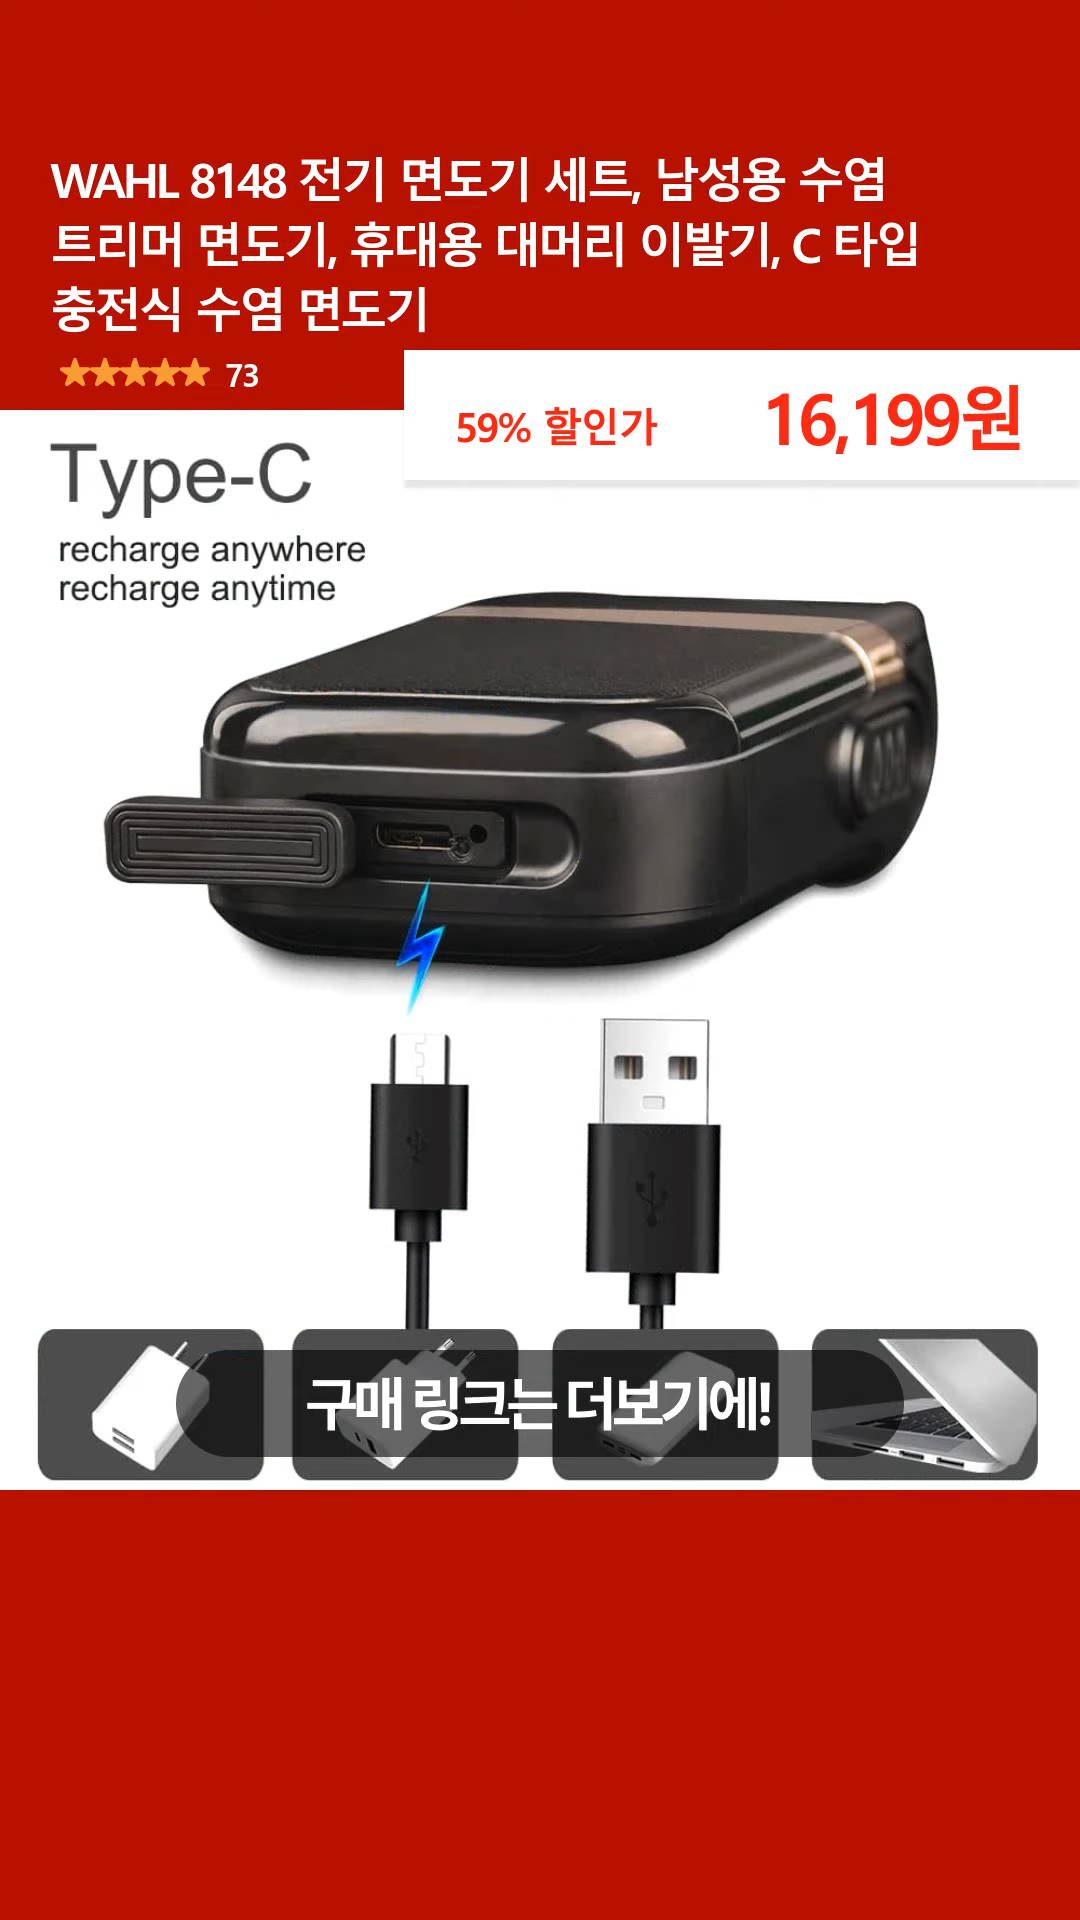 WAHL 8148 전기 면도기 세트, 남성용 수염
트리머 면도기, 휴대용 대머리 이발기, C 타입
충전식 수염 면도기
73
59% 할인가
16,199원
Type-C
recharge anywhere
recharge anytime
구매 링크는 더보기에!